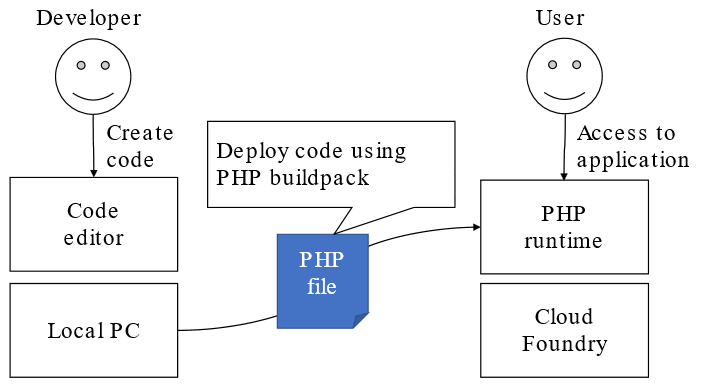 Developer
User
Create
code
Access to
application
Deploy code using
PHP buildpack
Code
editor
PHP
runtime
PHP
file
Local PC
Cloud
Foundry